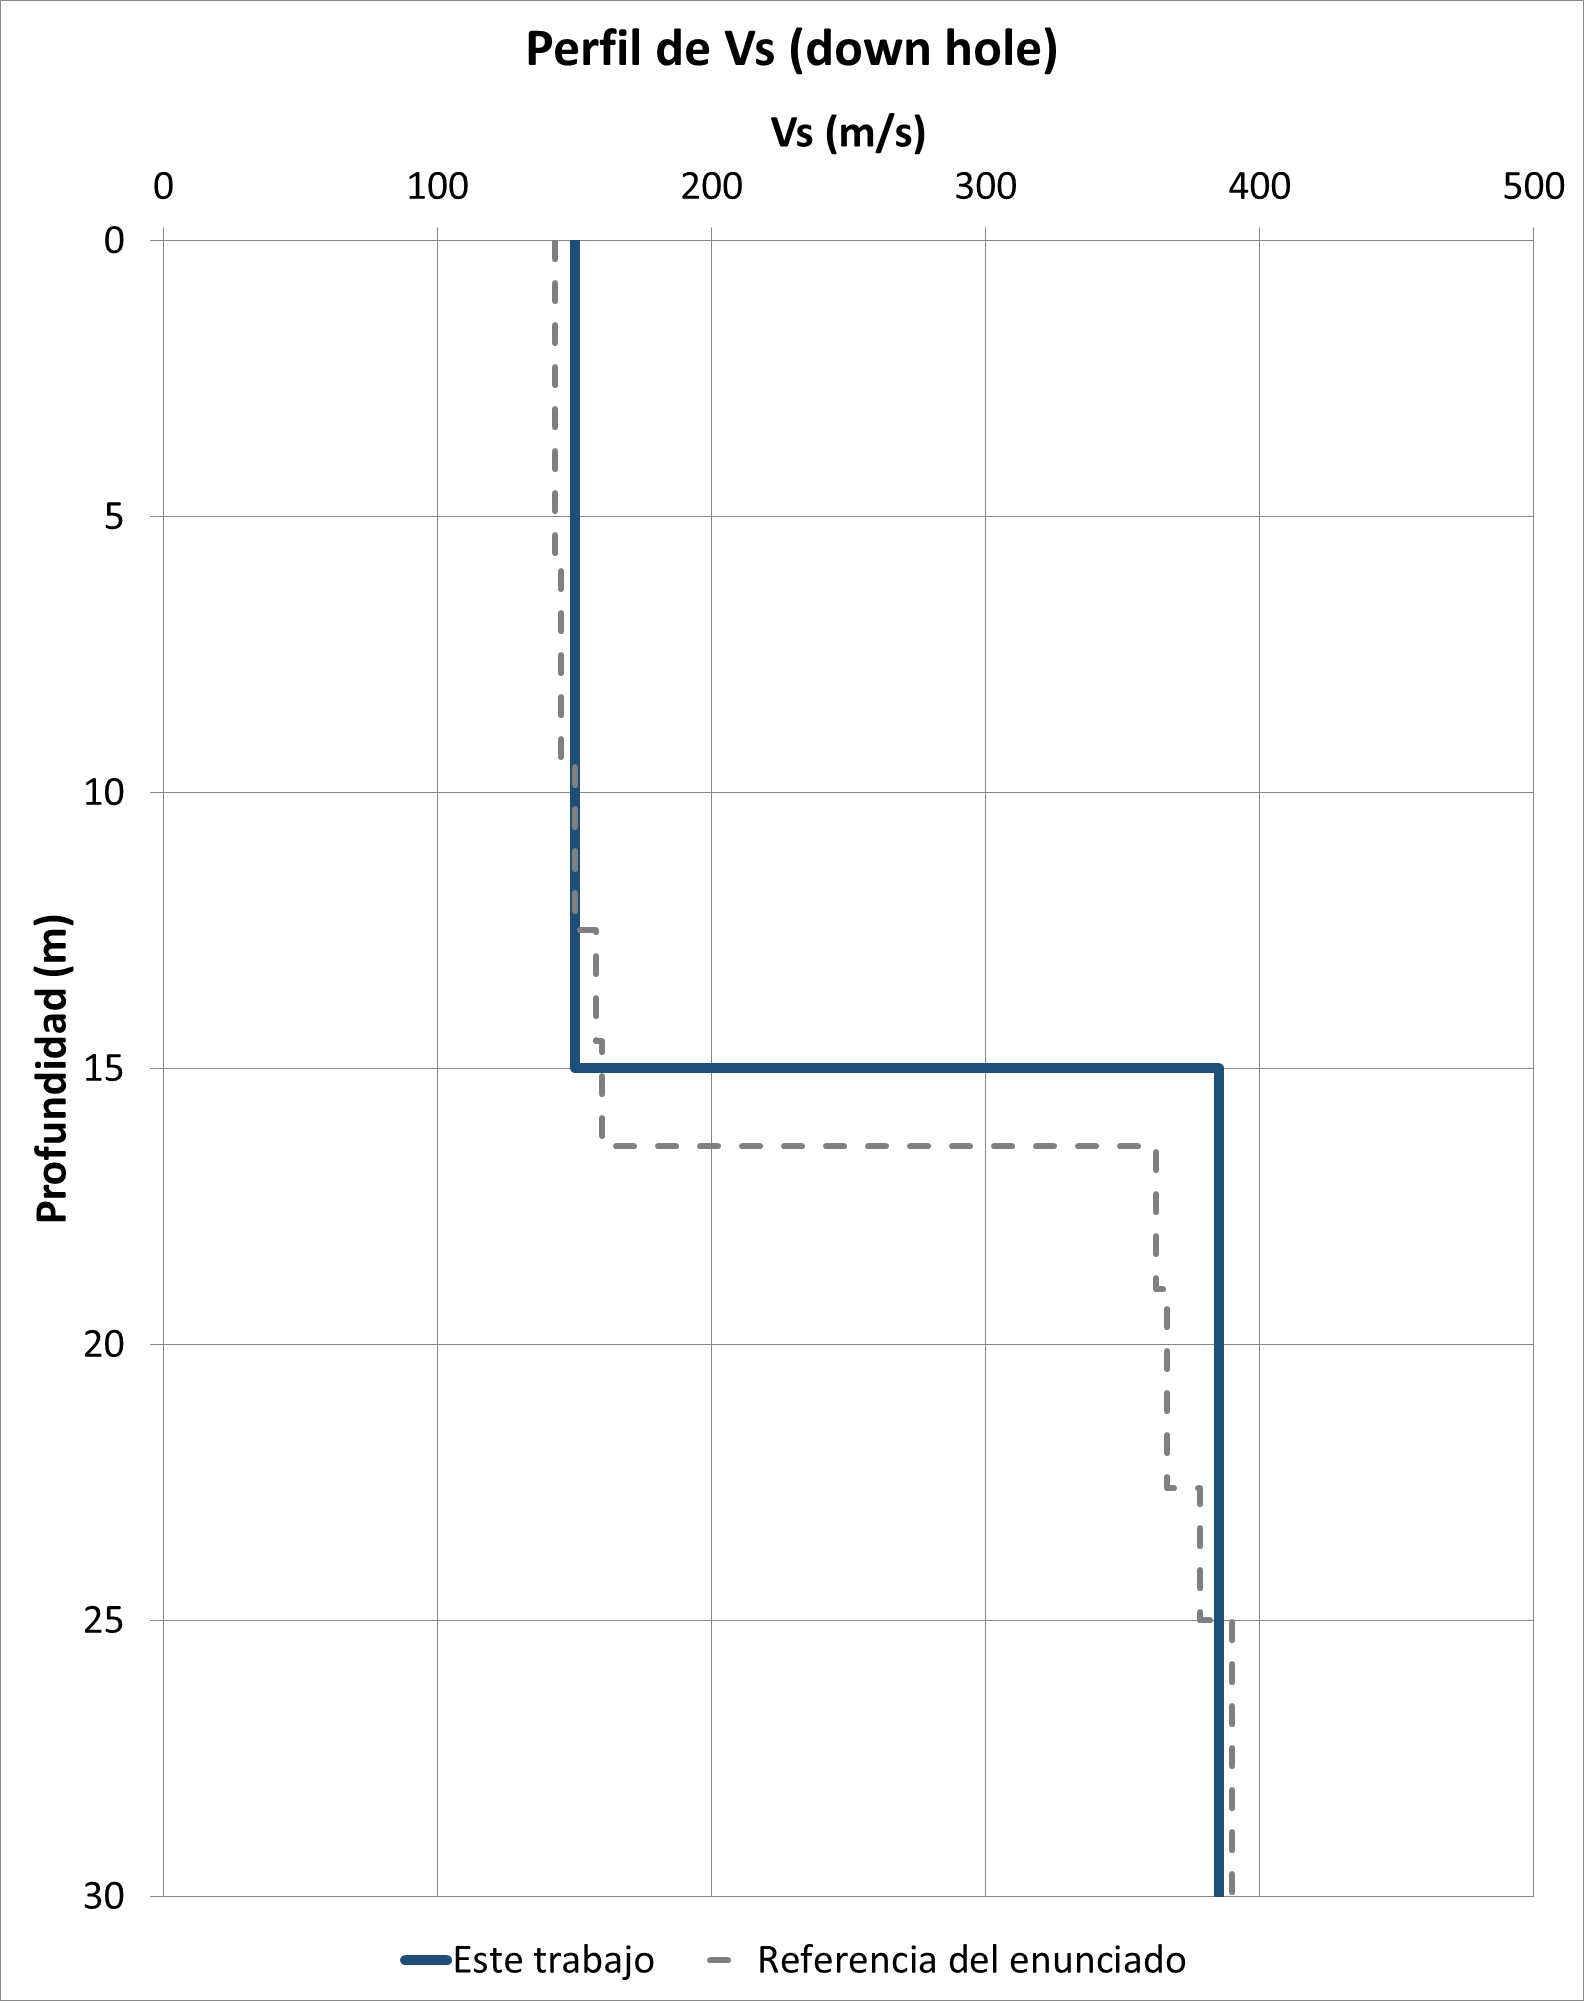 Perfil de Vs (down hole)
Vs (m/s)
0 100 200 300 400 500
0
5
10
15
20
25
30
Profundidad (m)
Este trabajo Referencia del enunciado